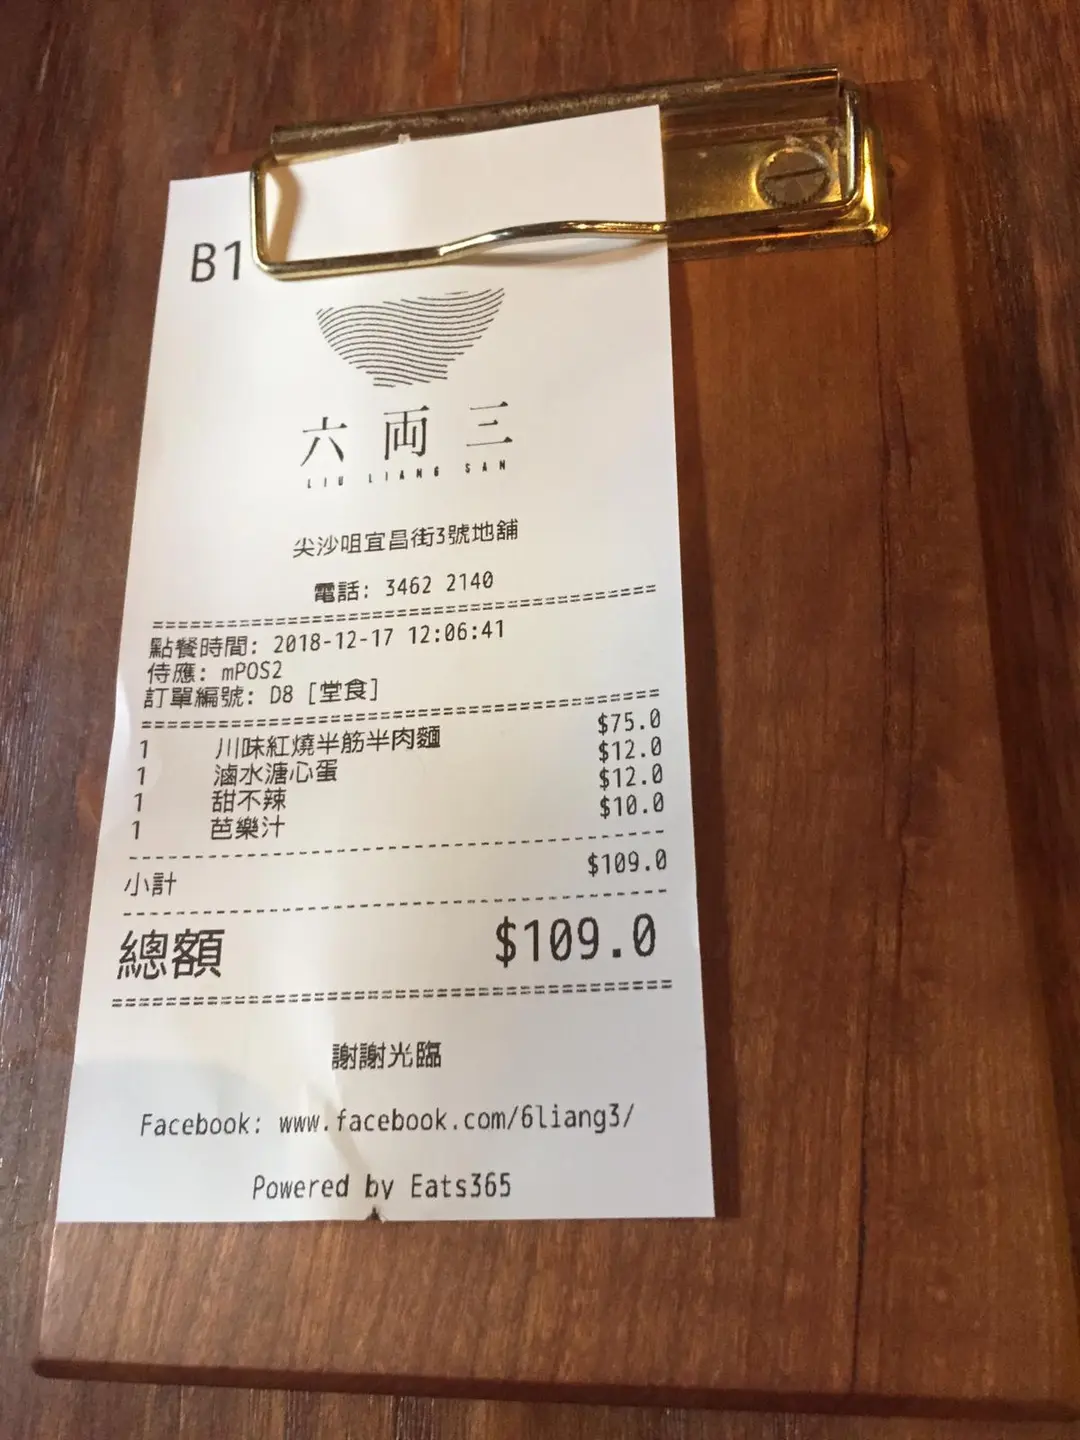 B1
六両三
LIU LIANG SAN
尖沙咀宜昌街3號地舖
電話: 3462 2140
點餐時間: 2018-12-17 12:06:41
侍應: mPOS2
訂單編號: D8 [堂食]
1 川味紅燒半筋半肉麵 $75.0
1 滷水溏心蛋 $12.0
1 甜不辣 $12.0
1 芭樂汁 $10.0
小計 $109.0
總額 $109.0
謝謝光臨
Facebook: www.facebook.com/6liang3/
Powered by Eats365